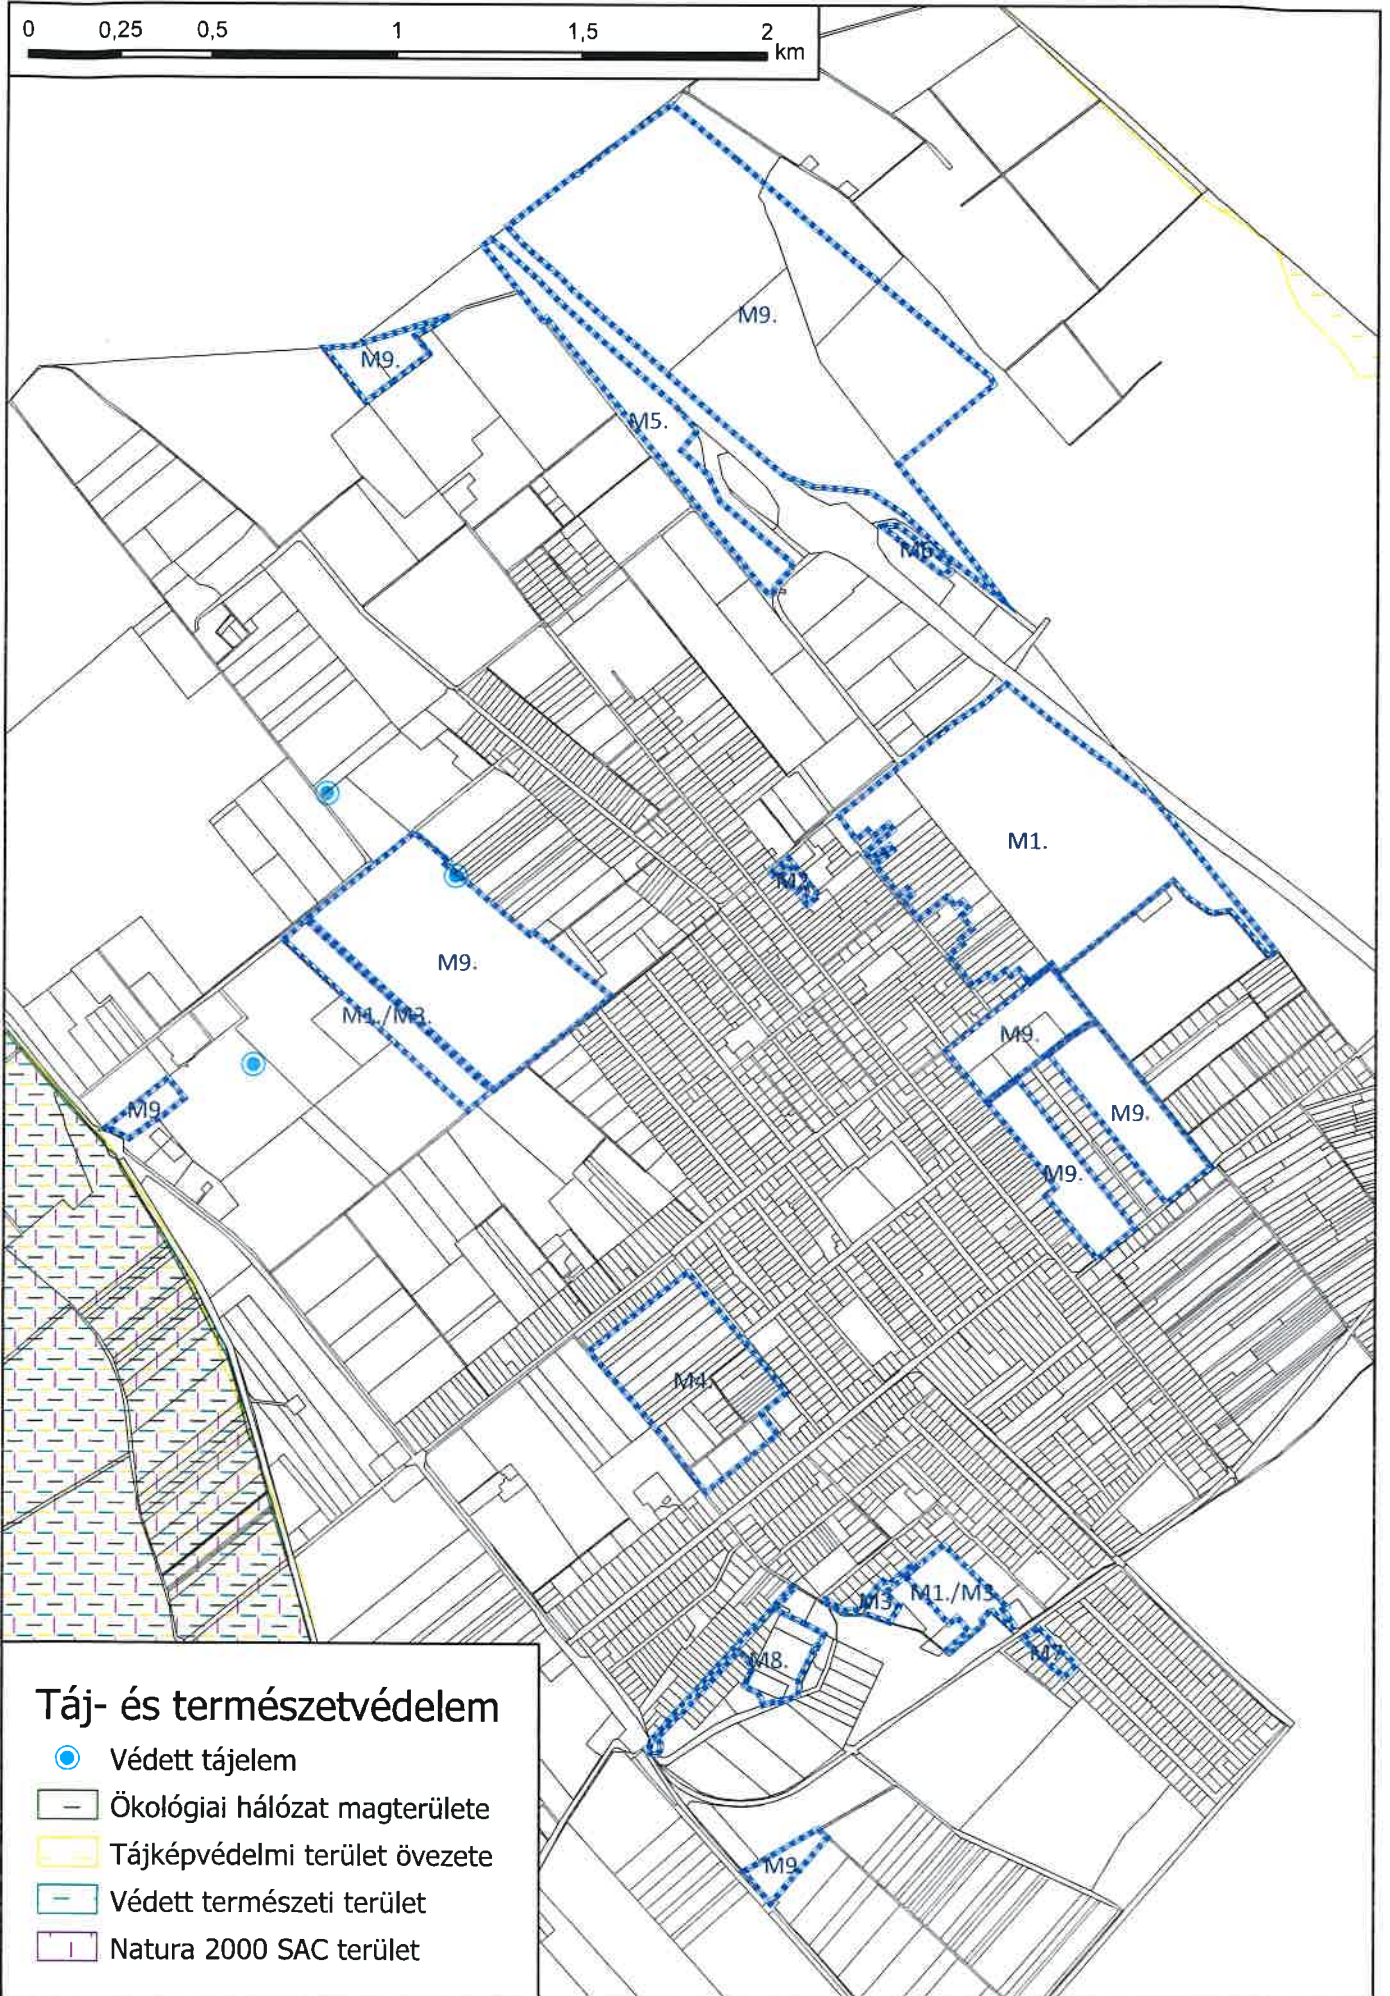 0 0,25 0,5 1 1,5 2
km
M9.
M9.
M5.
M6.
M1.
M2.
M9.
M1./M3.
M9.
M9
M9.
M9.
M4.
M1./M3
M3.
M8.
M7
M9
Táj- és természetvédelem
Védett tájelem
Ökológiai hálózat magterülete
Tájképvédelmi terület övezete
Védett természeti terület
Natura 2000 SAC terület